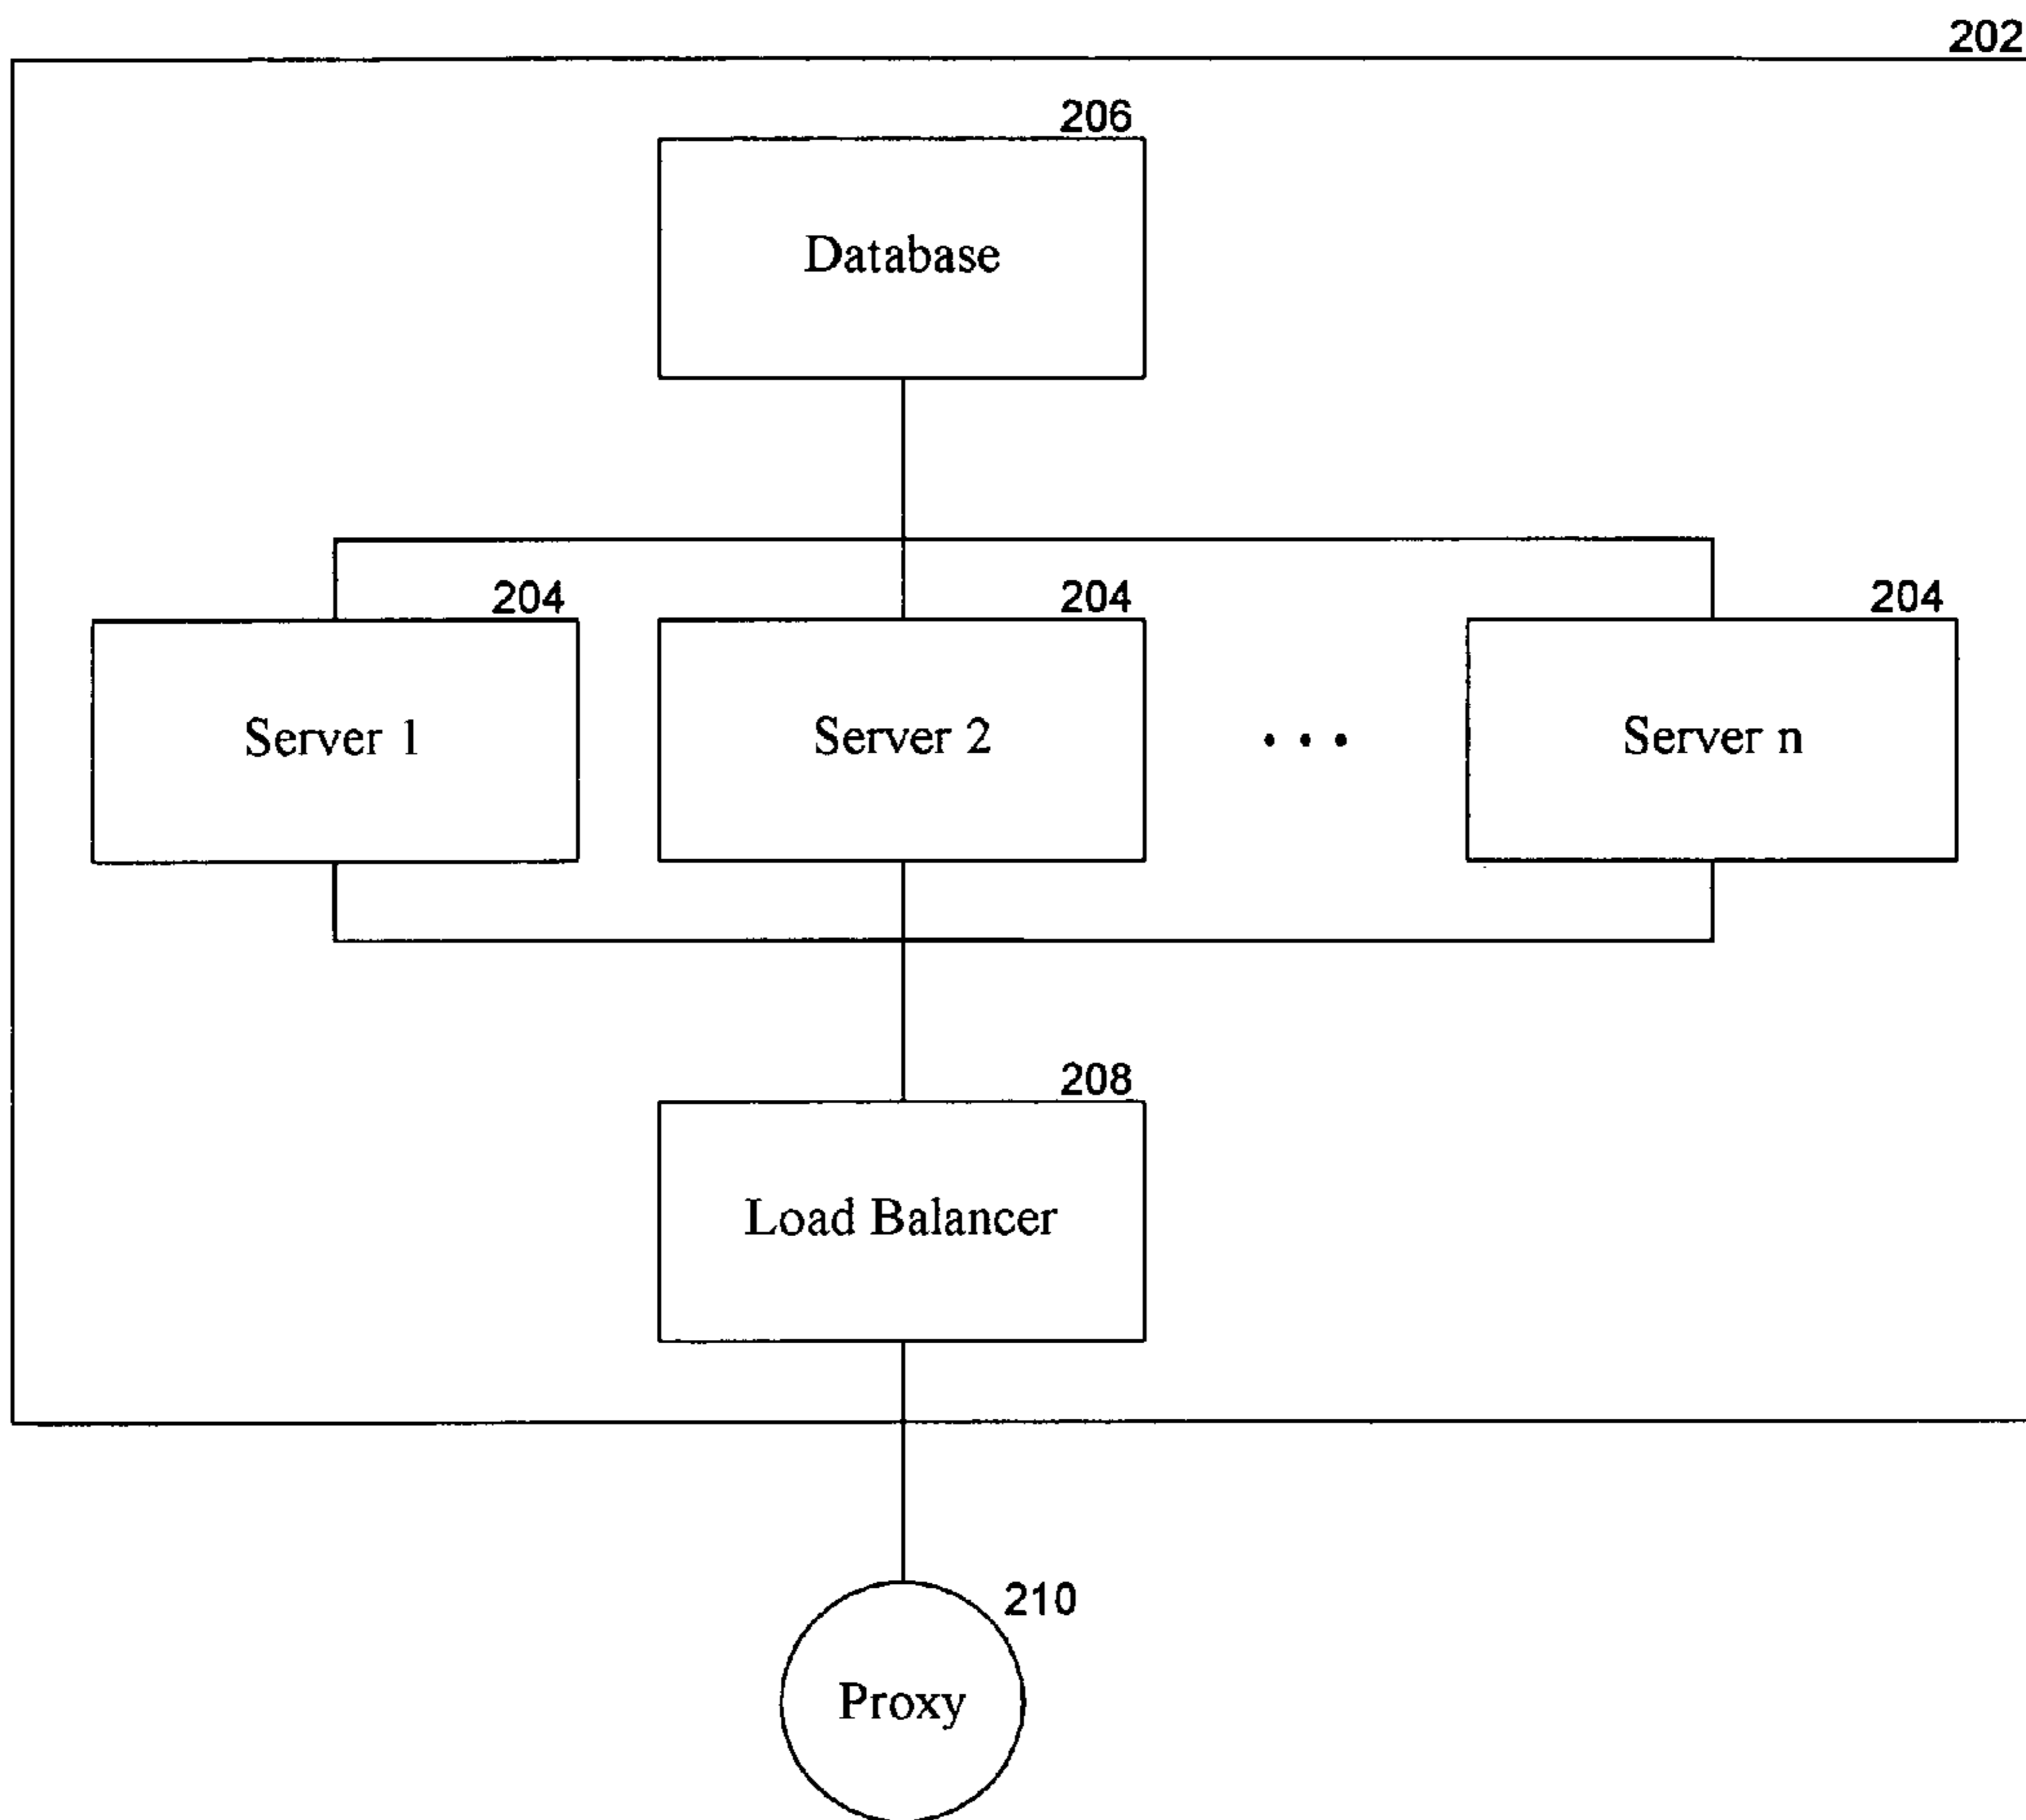 202
206
Database
204
204
204
Server 1
Server 2
• • •
Server n
208
Load Balancer
210
Proxy